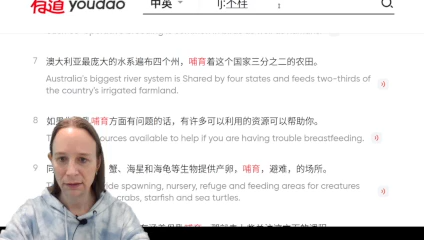 有道 youdao
中英
7 澳大利亚最庞大的水系遍布四个州，哺育着这个国家三分之二的农田。
Australia's biggest river system is Shared by four states and feeds two-thirds of
the country's irrigated farmland.
8 如果 哺育方面有问题的话，有许多可以利用的资源可以帮助你。
ources available to help if you are having trouble breastfeeding.
9 同 蟹、海星和海龟等生物提供产卵，哺育，避难，的场所。
ide spawning, nursery, refuge and feeding areas for creatures
crabs, starfish and sea turtles.